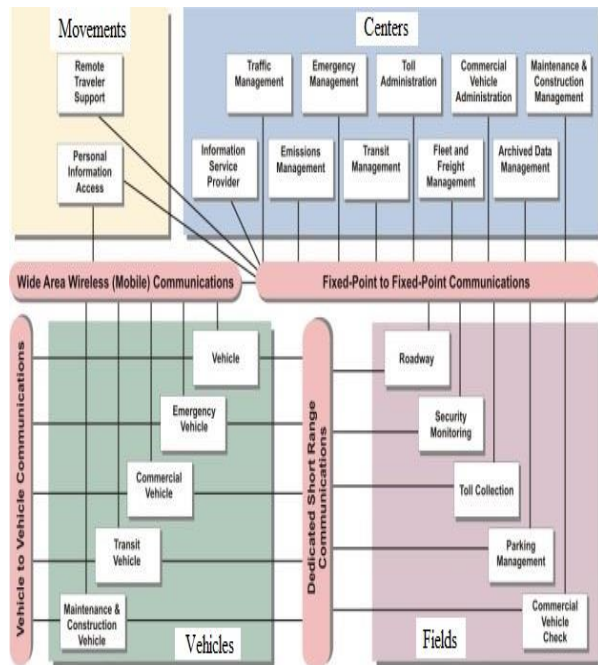 Movements
Remote
Traveler
Support
Personal
Information
Access
Centers
Traffic
Management
Emergency
Management
Toll
Administration
Commercial
Vehicle
Administration
Maintenance &
Construction
Management
Information
Service
Provider
Emissions
Management
Transit
Management
Fleet and
Freight
Management
Archived Data
Management
Wide Area Wireless (Mobile) Communications
Fixed-Point to Fixed-Point Communications
Vehicle to Vehicle Communications
Vehicle
Emergency
Vehicle
Commercial
Vehicle
Transit
Vehicle
Maintenance &
Construction
Vehicle
Vehicles
Dedicated Short Range
Communications
Roadway
Security
Monitoring
Toll Collection
Parking
Management
Commercial
Vehicle
Check
Fields